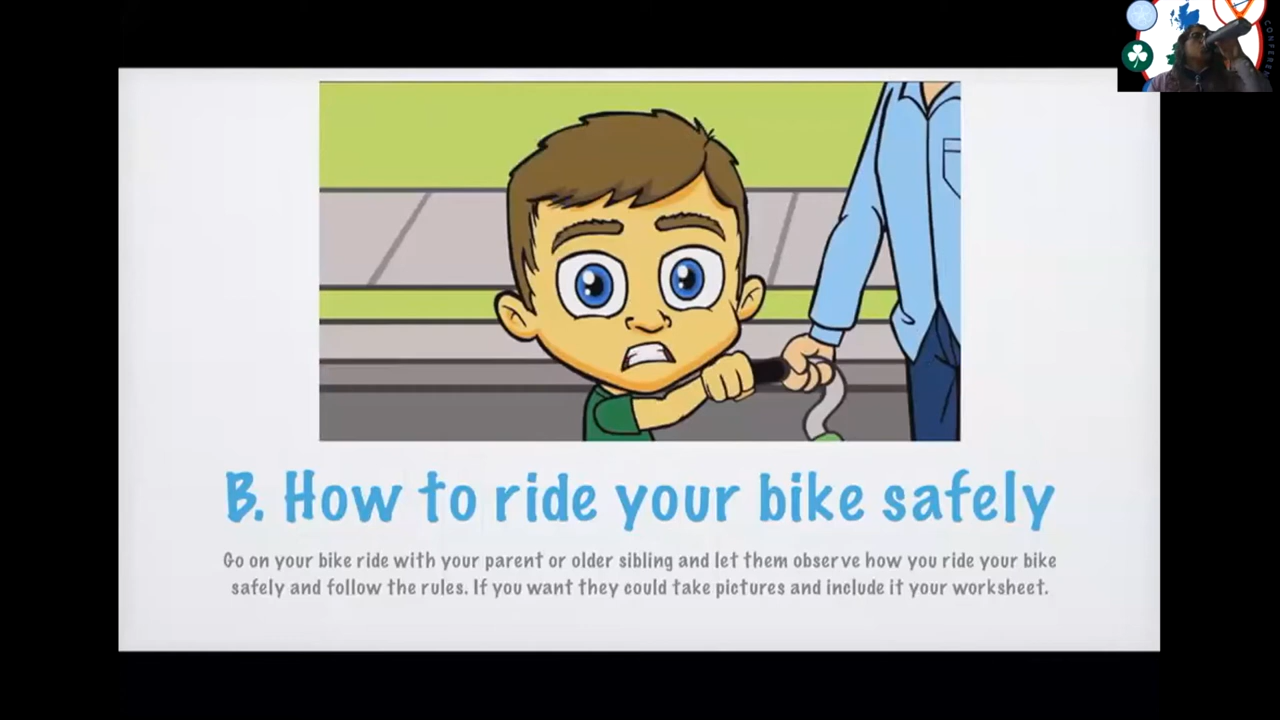 B. How to ride your bike safely
Go on your bike ride with your parent or older sibling and let them observe how you ride your bike
safely and follow the rules. If you want they could take pictures and include it your worksheet.